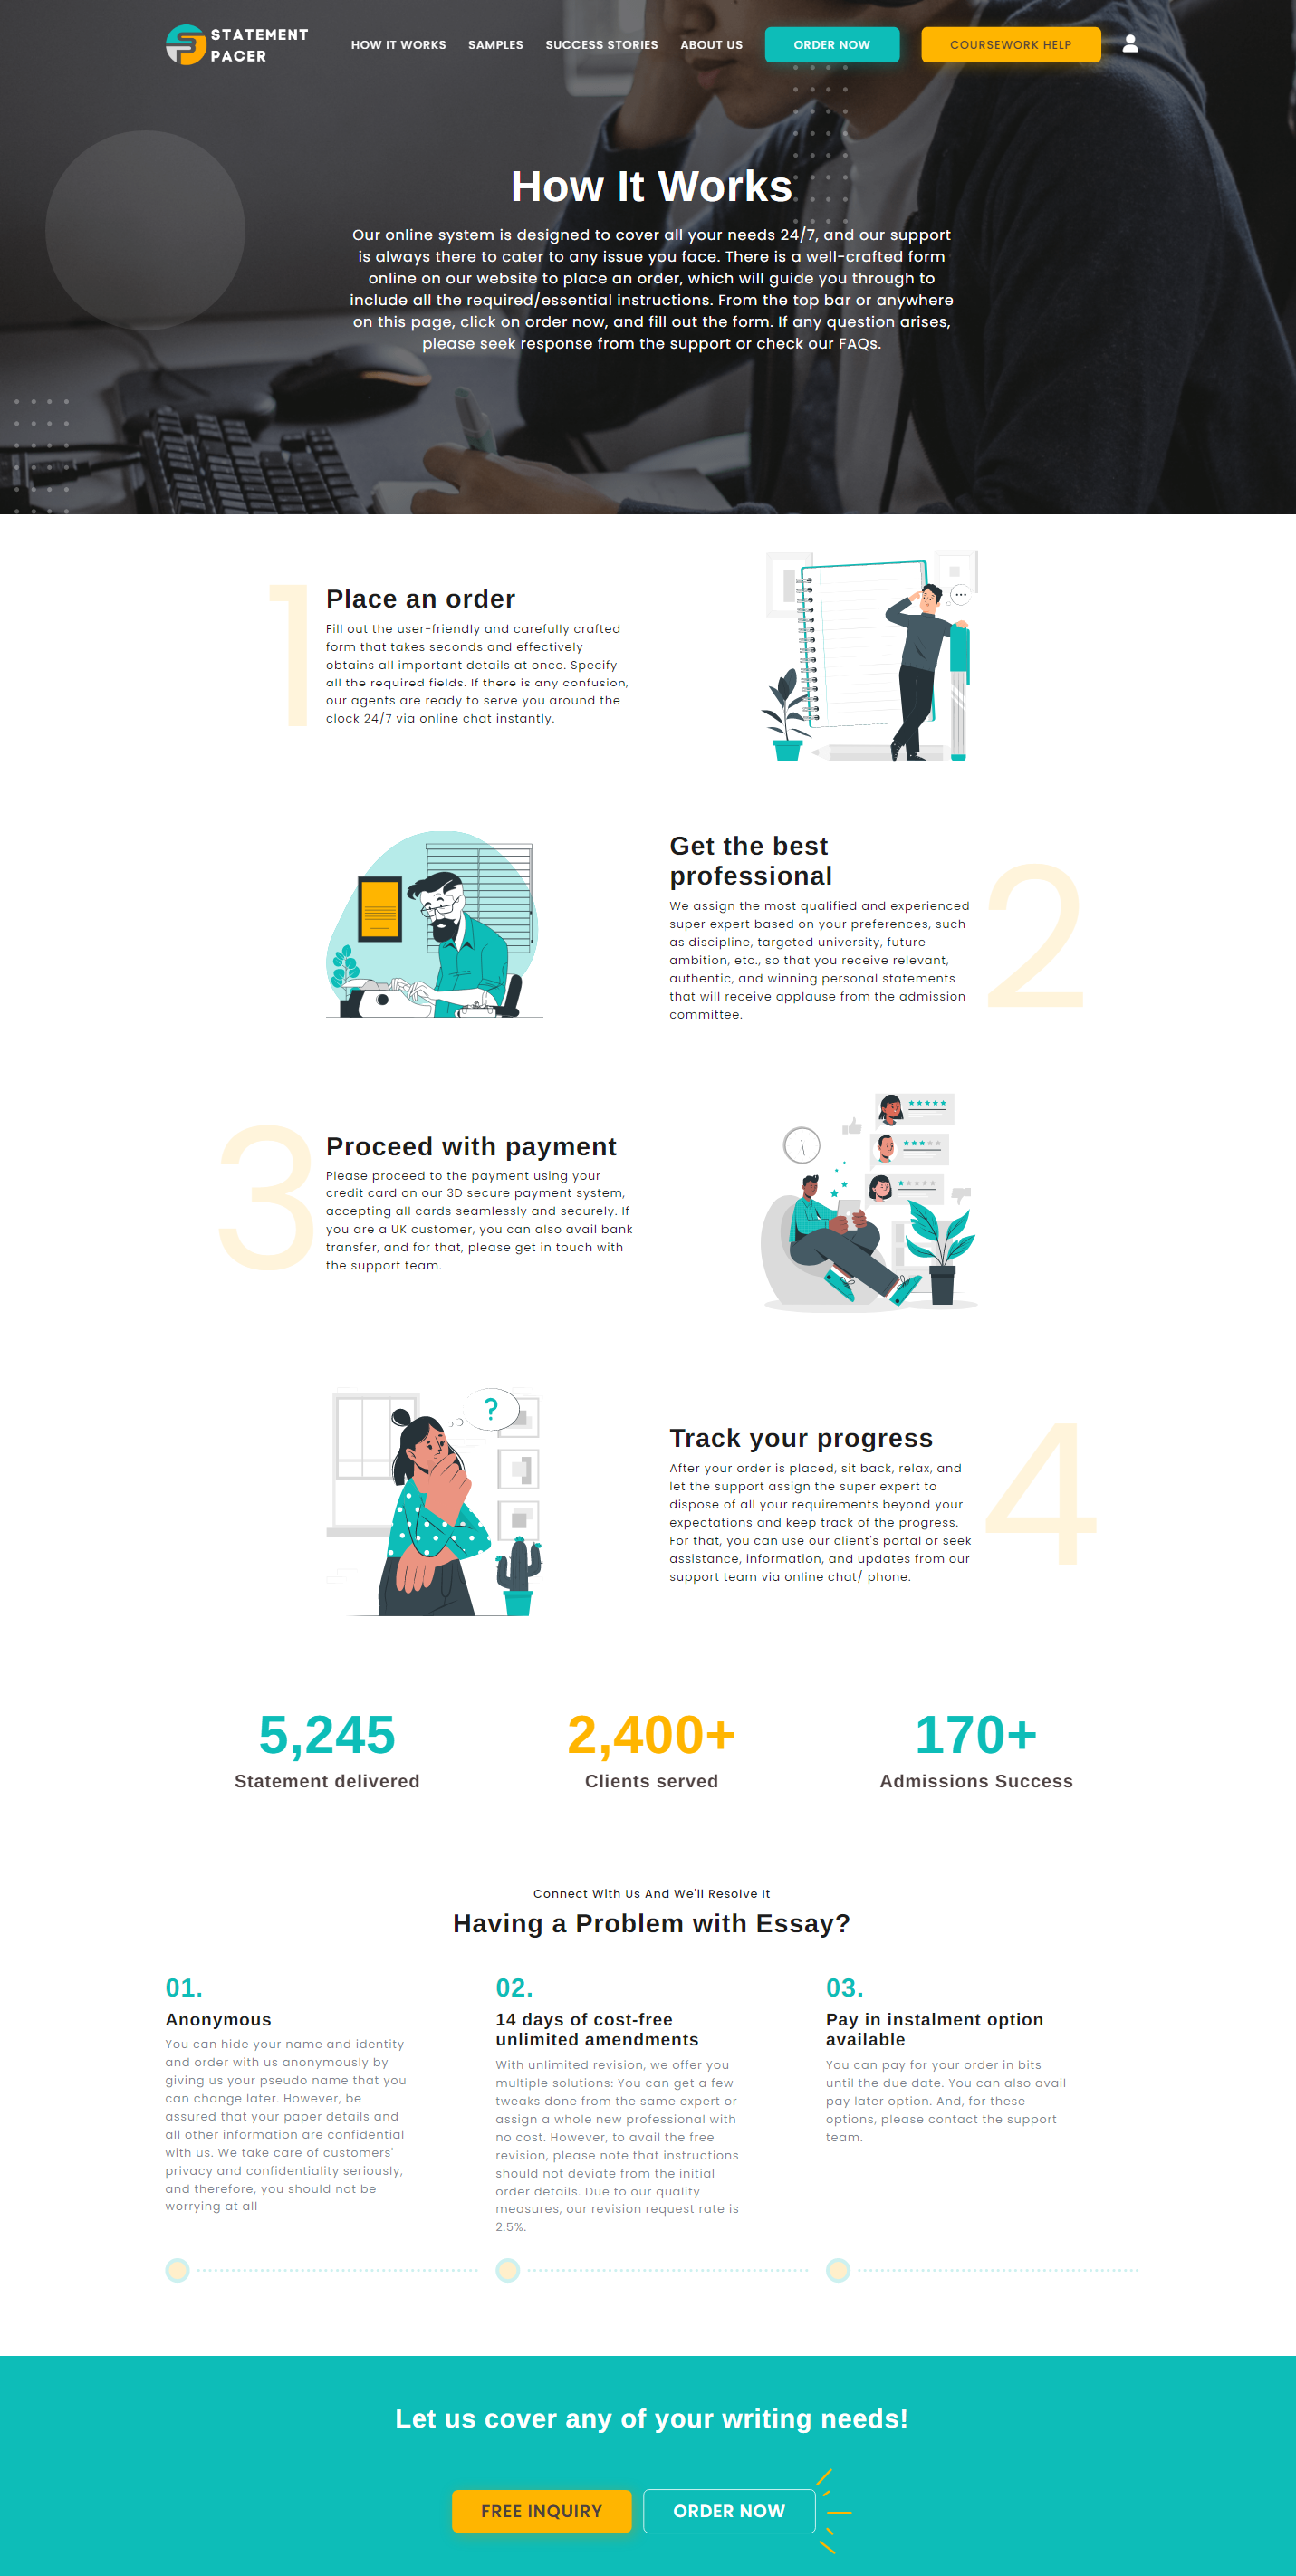 STATEMENT
PACER
HOW IT WORKS SAMPLES SUCCESS STORIES ABOUT US ORDER NOW COURSEWORK HELP
How It Works
Our online system is designed to cover all your needs 24/7, and our support
is always there to cater to any issue you face. There is a well-crafted form
online on our website to place an order, which will guide you through to
include all the required/essential instructions. From the top bar or anywhere
on this page, click on order now, and fill out the form. If any question arises,
please seek response from the support or check our FAQs.
1
Place an order
Fill out the user-friendly and carefully crafted
form that takes seconds and effectively
obtains all important details at once. Specify
all the required fields. If there is any confusion,
our agents are ready to serve you around the
clock 24/7 via online chat instantly.
Get the best
professional
We assign the most qualified and experienced
super expert based on your preferences, such
as discipline, targeted university, future
ambition, etc., so that you receive relevant,
authentic, and winning personal statements
that will receive applause from the admission
committee.
2
3
Proceed with payment
Please proceed to the payment using your
credit card on our 3D secure payment system,
accepting all cards seamlessly and securely. If
you are a UK customer, you can also avail bank
transfer, and for that, please get in touch with
the support team.
?
Track your progress
After your order is placed, sit back, relax, and
let the support assign the super expert to
dispose of all your requirements beyond your
expectations and keep track of the progress.
For that, you can use our client's portal or seek
assistance, information, and updates from our
support team via online chat/ phone.
4
5,245
Statement delivered
2,400+
Clients served
170+
Admissions Success
Connect With Us And We'll Resolve It
Having a Problem with Essay?
01.
Anonymous
You can hide your name and identity
and order with us anonymously by
giving us your pseudo name that you
can change later. However, be
assured that your paper details and
all other information are confidential
with us. We take care of customers'
privacy and confidentiality seriously,
and therefore, you should not be
worrying at all
02.
14 days of cost-free
unlimited amendments
With unlimited revision, we offer you
multiple solutions: You can get a few
tweaks done from the same expert or
assign a whole new professional with
no cost. However, to avail the free
revision, please note that instructions
should not deviate from the initial
order details. Due to our quality
measures, our revision request rate is
2.5%.
03.
Pay in instalment option
available
You can pay for your order in bits
until the due date. You can also avail
pay later option. And, for these
options, please contact the support
team.
Let us cover any of your writing needs!
FREE INQUIRY ORDER NOW